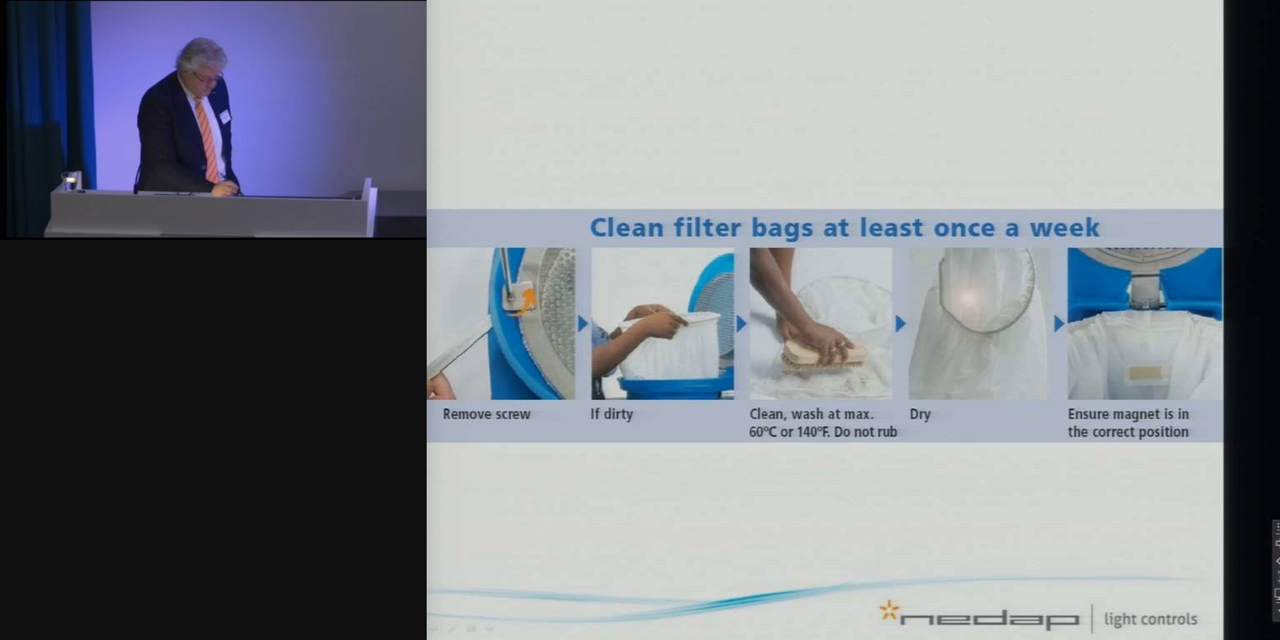 Clean filter bags at least once a week
Remove screw
If dirty
Clean, wash at max.
60°C or 140°F. Do not rub
Dry
Ensure magnet is in
the correct position
nedap light controls